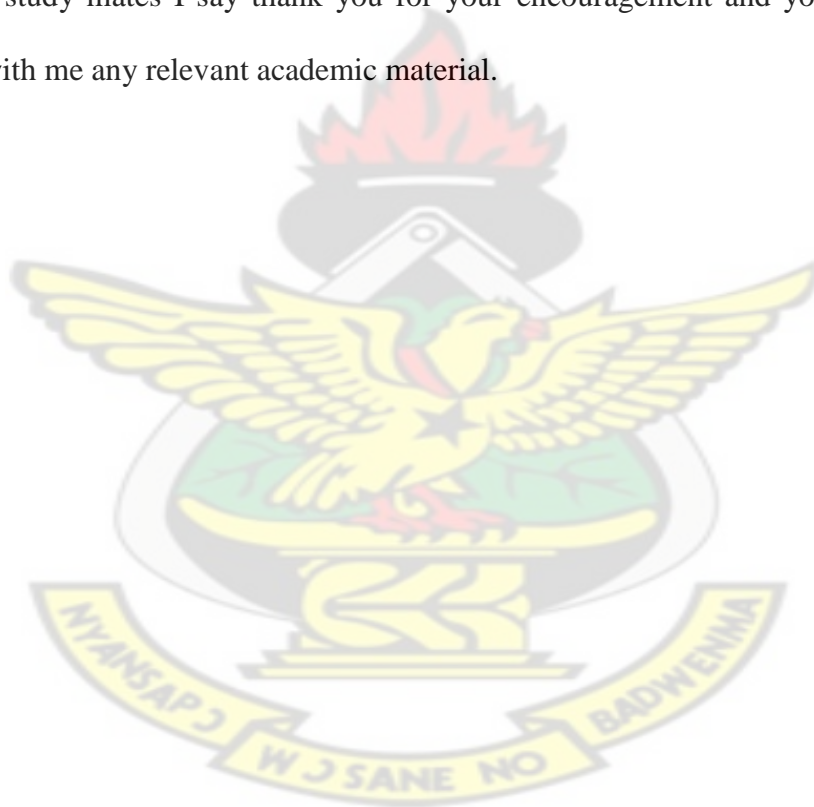 study mates I say thank you for your encouragement and
with me any relevant academic material.
NYANSAPƆ WƆSANE NO BADWENMA